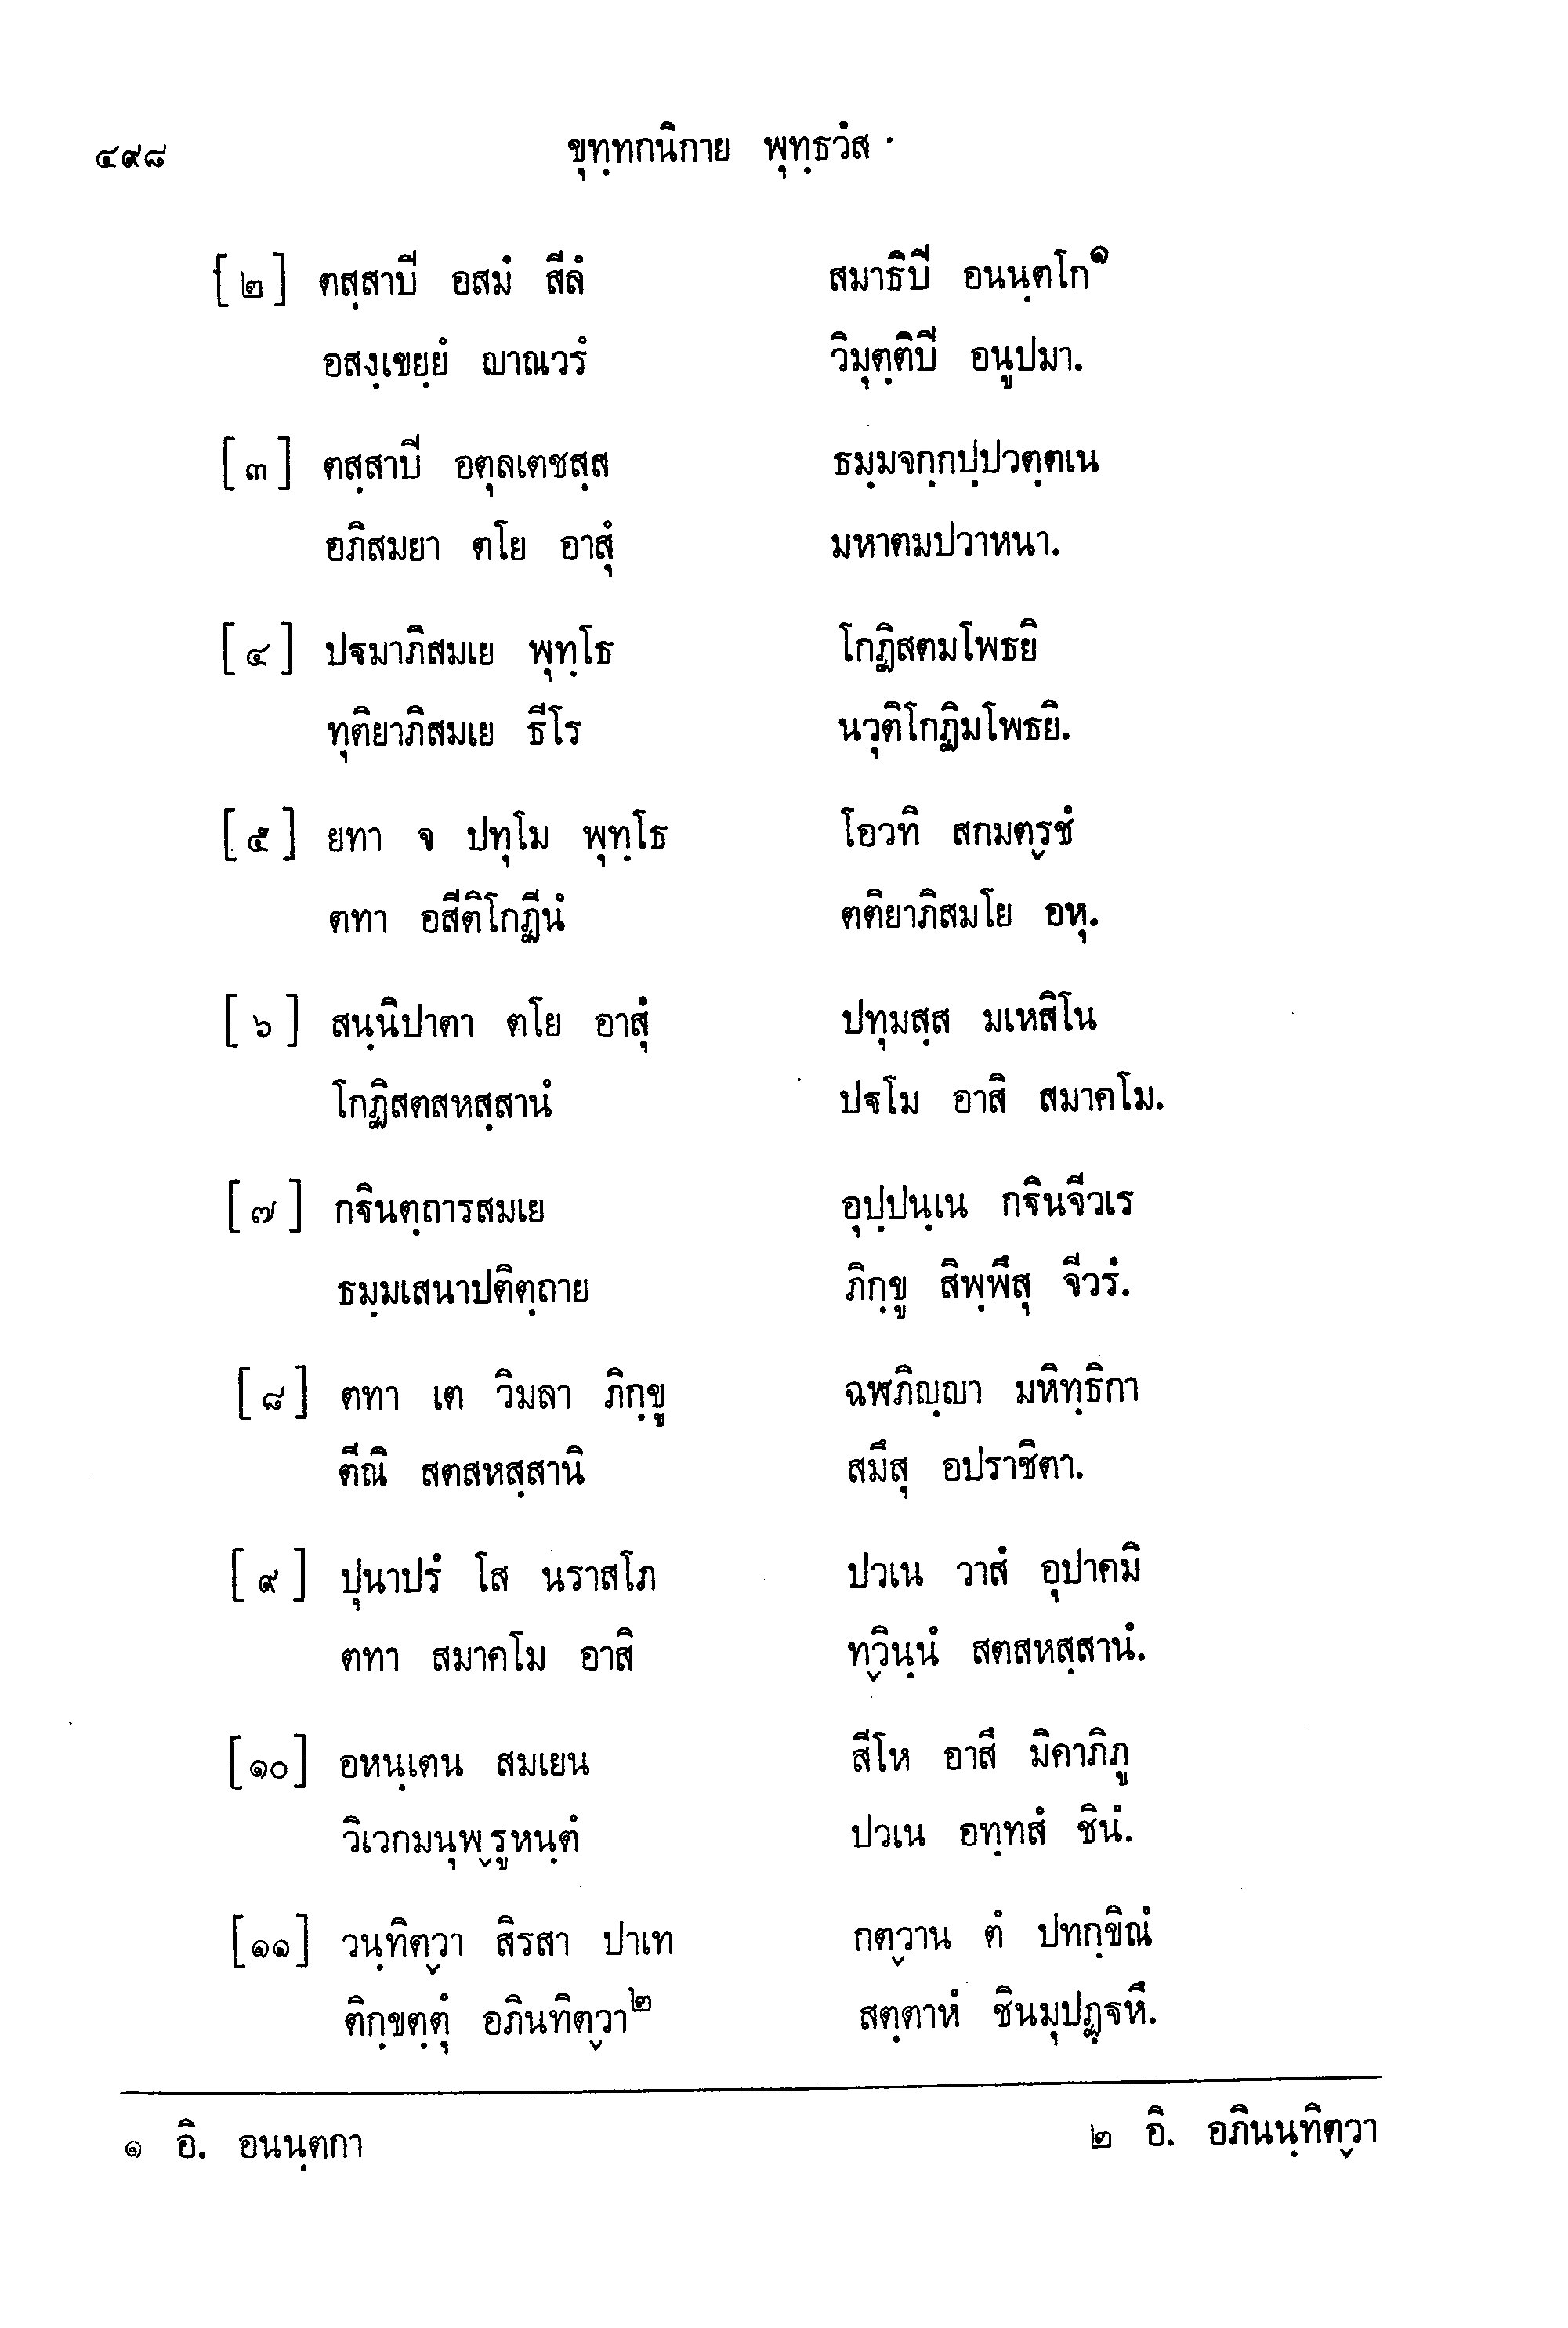 ๔๙๘ ขุทฺทกนิกาย พุทฺธวํส
[๒] ตสฺสาปี อสมํ สีลํ สมาธิปี อนนฺตโก๑
อสงฺเขยฺยํ ญาณวรํ วิมุตฺติปี อนูปมา.
[๓] ตสฺสาปี อตุลเตชสฺส ธมฺมจกฺกปฺปวตฺตเน
อภิสมยา ตโย อาสุํ มหาตมปวาหนา.
[๔] ปฐมาภิสมเย พุทฺโธ โกฏิสตมโพธยิ
ทุติยาภิสมเย ธีโร นวุติโกฏิมโพธยิ.
[๕] ยทา จ ปทุโม พุทฺโธ โอวทิ สกมตฺรชํ
ตทา อสีติโกฏีนํ ตติยาภิสมโย อหุ.
[๖] สนฺนิปาตา ตโย อาสุํ ปทุมสฺส มเหสิโน
โกฏิสตสหสฺสานํ ปฐโม อาสิ สมาคโม.
[๗] กฐินตฺถารสมเย อุปฺปนฺเน กฐินจีวเร
ธมฺมเสนาปติตฺถาย ภิกฺขู สิพฺพึสุ จีวรํ.
[๘] ตทา เต วิมลา ภิกฺขู ฉฬภิญฺญา มหิทฺธิกา
ตีณิ สตสหสฺสานิ สมึสุ อปราชิตา.
[๙] ปุนาปรํ โส นราสโภ ปวเน วาสํ อุปาคมิ
ตทา สมาคโม อาสิ ทฺวินฺนํ สตสหสฺสานํ.
[๑๐] อหนฺเตน สมเยน สีโห อาสึ มิคาภิภู
วิเวกมนุพฺรูหนฺตํ ปวเน อทฺทสํ ชินํ.
[๑๑] วนฺทิตฺวา สิรสา ปาเท กตฺวาน ตํ ปทกฺขิณํ
ติกฺขตฺตุํ อภินทิตฺวา๒ สตฺตาหํ ชินมุปฏฺฐหึ.
๑ อิ. อนนฺตกา ๒ อิ. อภินนฺทิตฺวา